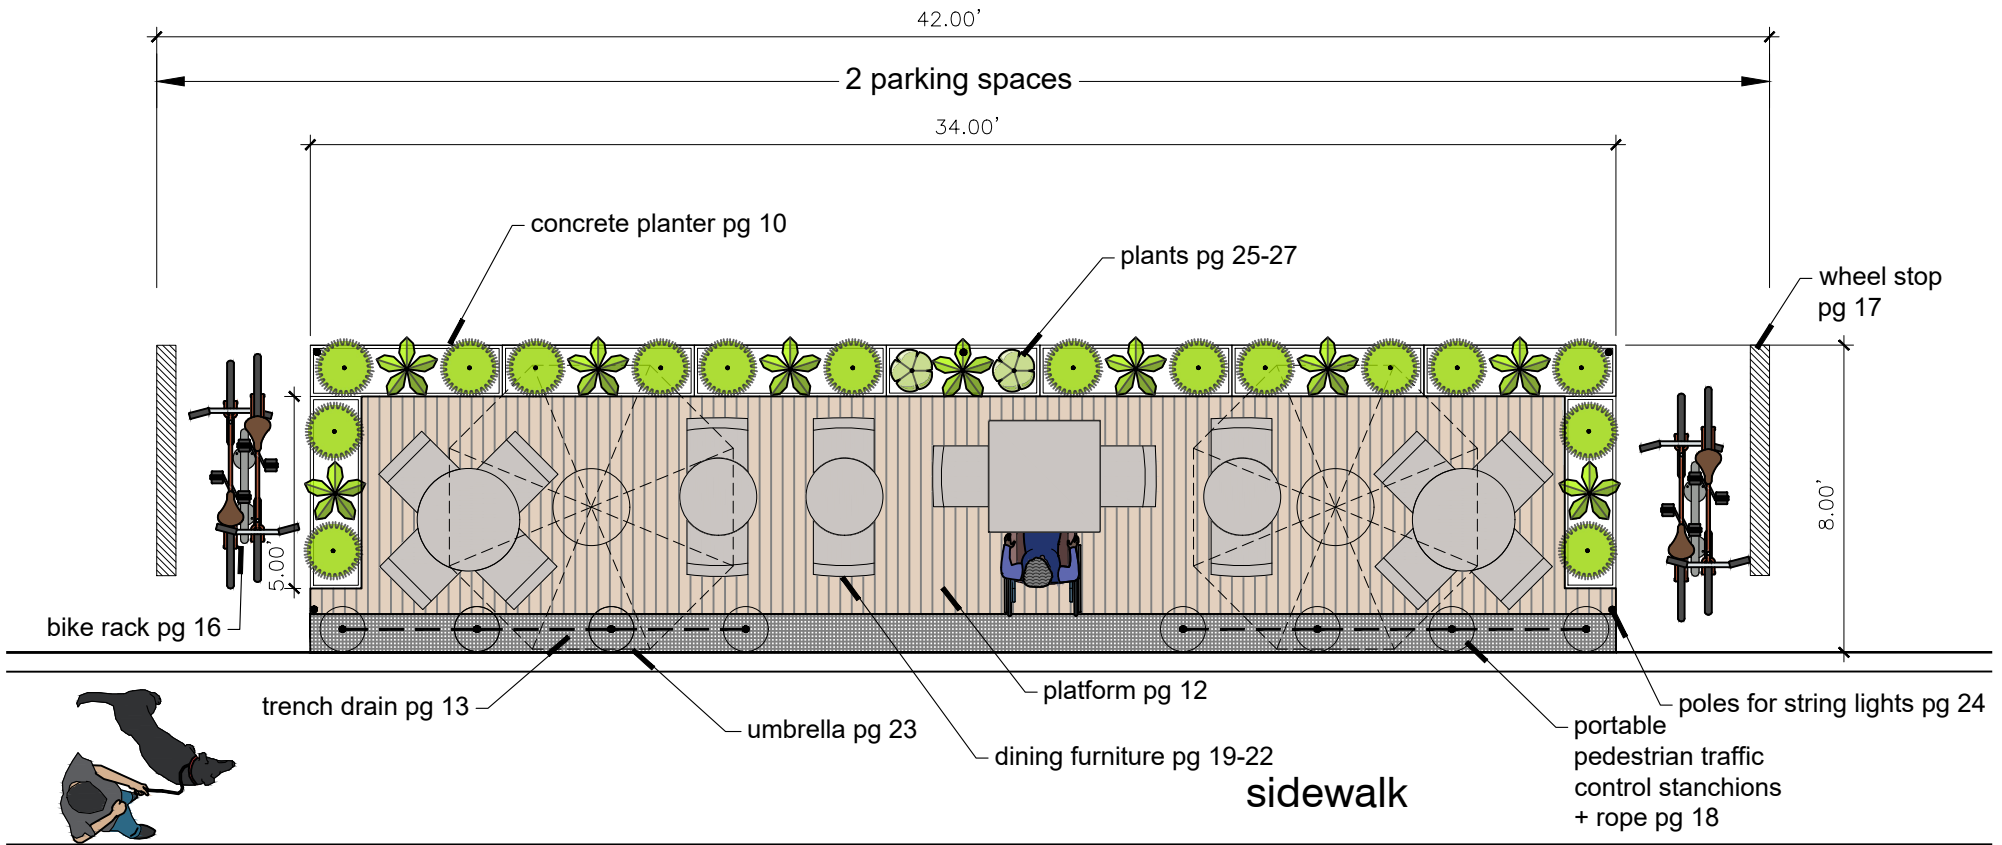 42.00'
2 parking spaces
34.00'
concrete planter pg 10
plants pg 25-27
wheel stop
pg 17
8.00'
5.00'
bike rack pg 16
trench drain pg 13
umbrella pg 23
platform pg 12
dining furniture pg 19-22
poles for string lights pg 24
portable
pedestrian traffic
control stanchions
+ rope pg 18
sidewalk